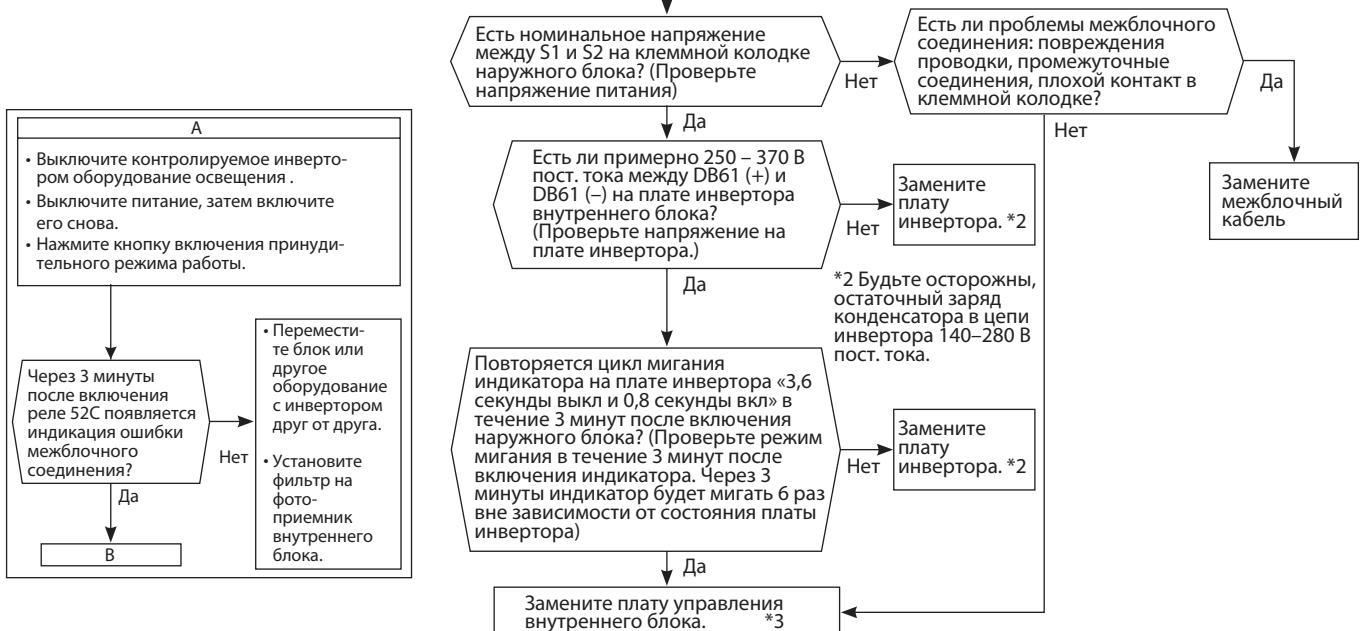 А
• Выключите контролируемое инверто-
ром оборудование освещения .
• Выключите питание, затем включите
его снова.
• Нажмите кнопку включения принуди-
тельного режима работы.
Через 3 минуты
после включения
реле 52С появляется
индикация ошибки
межблочного
соединения?
Нет
Да
В
• Перемести-
те блок или
другое
оборудование
с инвертором
друг от друга.
• Установите
фильтр на
фото-
приемник
внутреннего
блока.
Есть номинальное напряжение
между S1 и S2 на клеммной колодке
наружного блока? (Проверьте
напряжение питания)
Нет
Да
Есть ли проблемы межблочного
соединения: повреждения
проводки, промежуточные
соединения, плохой контакт в
клеммной колодке?
Да
Нет
Замените
межблочный
кабель
Есть ли примерно 250 – 370 В
пост. тока между DB61 (+) и
DB61 (–) на плате инвертора
внутреннего блока?
(Проверьте напряжение на
плате инвертора.)
Нет
Да
Замените
плату
инвертора. *2
*2 Будьте осторожны,
остаточный заряд
конденсатора в цепи
инвертора 140–280 В
пост. тока.
Повторяется цикл мигания
индикатора на плате инвертора «3,6
секунды выкл и 0,8 секунды вкл» в
течение 3 минут после включения
наружного блока? (Проверьте режим
мигания в течение 3 минут после
включения индикатора. Через 3
минуты индикатор будет мигать 6 раз
вне зависимости от состояния платы
инвертора)
Нет
Да
Замените
плату
инвертора. *2
Замените плату управления
внутреннего блока. *3